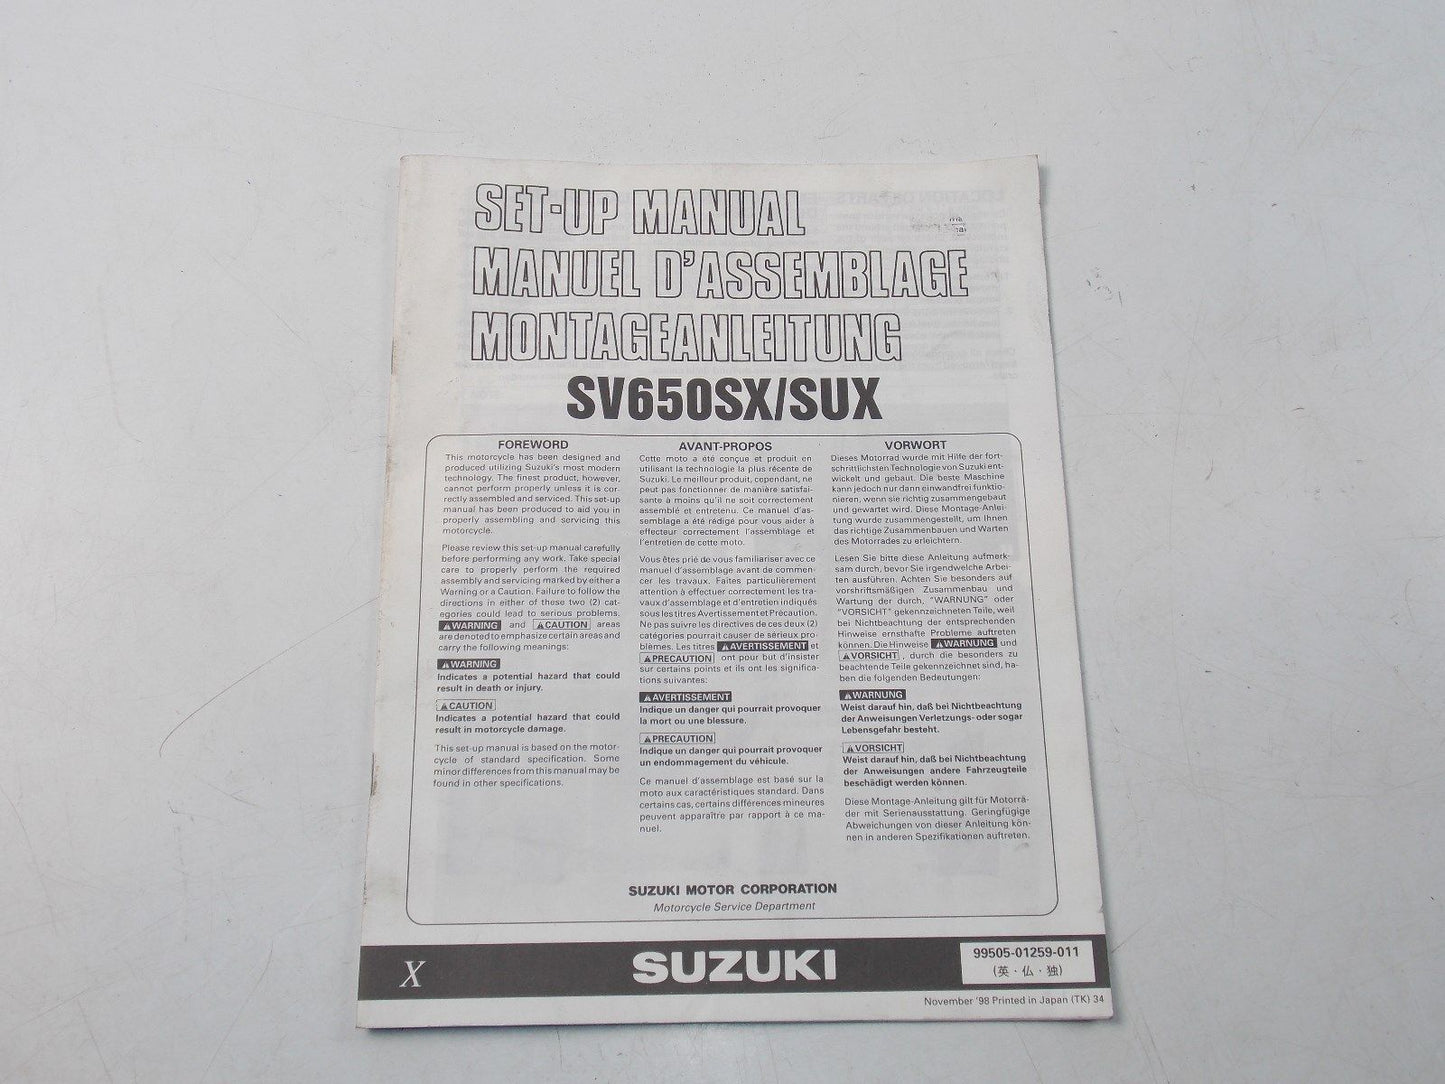 SET-UP MANUAL
MANUEL D'ASSEMBLAGE
MONTAGEANLEITUNG
SV650SX/SUX
FOREWORD
This motorcycle has been designed and
produced utilizing Suzuki's most modern
technology. The finest product, however,
cannot perform properly unless it is cor-
rectly assembled and serviced. This set-up
manual has been produced to aid you in
properly assembling and servicing this
motorcycle.
Please review this set-up manual carefully
before performing any work. Take special
care to properly perform the required
assembly and servicing marked by either a
Warning or a Caution. Failure to follow the
directions in either of these two (2) cat-
egories could lead to serious problems.
⚠WARNING and ⚠CAUTION areas
are denoted to emphasize certain areas and
carry the following meanings:
⚠WARNING
Indicates a potential hazard that could
result in death or injury.
⚠CAUTION
Indicates a potential hazard that could
result in motorcycle damage.
This set-up manual is based on the motor-
cycle of standard specification. Some
minor differences from this manual may be
found in other specifications.
AVANT-PROPOS
Cette moto a été conçue et produit en
utilisant la technologie la plus récente de
Suzuki. Le meilleur produit, cependant, ne
peut pas fonctionner de manière satisfai-
sante à moins qu'il ne soit correctement
assemblé et entretenu. Ce manuel d'as-
semblage a été rédigé pour vous aider à
effecteur correctement l'assemblage et
l'entretien de cette moto.
Vous êtes prié de vous familiariser avec ce
manuel d'assemblage avant de commen-
cer les travaux. Faites particulièrement
attention à effectuer correctement les tra-
vaux d'assemblage et d'entretien indiqués
sous les titres Avertissement et Précaution.
Ne pas suivre les directives de ces deux (2)
catégories pourrait causer de sérieux pro-
blèmes. Les titres ⚠AVERTISSEMENT et
⚠PRECAUTION ont pour but d'insister
sur certains points et ils ont les significa-
tions suivantes:
⚠AVERTISSEMENT
Indique un danger qui pourrait provoquer
la mort ou une blessure.
⚠PRECAUTION
Indique un danger qui pourrait provoquer
un endommagement du véhicule.
Ce manuel d'assemblage est basé sur la
moto aux caractéristiques standard. Dans
certains cas, certains différences mineures
peuvent apparaître par rapport à ce ma-
nuel.
VORWORT
Dieses Motorrad wurde mit Hilfe der fort-
schrittlichsten Technologie von Suzuki ent-
wickelt und gebaut. Die beste Maschine
kann jedoch nur dann einwandfrei funktio-
nieren, wenn sie richtig zusammengebaut
und gewartet wird. Diese Montage-Anlei-
tung wurde zusammengestellt, um Ihnen
das richtige Zusammenbauen und Warten
des Motorrades zu erleichtern.
Lesen Sie bitte diese Anleitung aufmerk-
sam durch, bevor Sie irgendwelche Arbei-
ten ausführen. Achten Sie besonders auf
vorshriftsmäßigen Zusammenbau und
Wartung der durch, "WARNUNG" oder
"VORSICHT" gekennzeichneten Teile, weil
bei Nichtbeachtung der entsprechenden
Hinweise ernsthafte Probleme auftreten
können. Die Hinweise ⚠WARNUNG und
⚠VORSICHT, durch die besonders zu
beachtende Teile gekennzeichnet sind, ha-
ben die folgenden Bedeutungen:
⚠WARNUNG
Weist darauf hin, daß bei Nichtbeachtung
der Anweisungen Verletzungs- oder sogar
Lebensgefahr besteht.
⚠VORSICHT
Weist darauf hin, daß bei Nichtbeachtung
der Anweisungen andere Fahrzeugteile
beschädigt werden können.
Diese Montage-Anleitung gilt für Motorrä-
der mit Serienausstattung. Geringfügige
Abweichungen von dieser Anleitung kön-
nen in anderen Spezifikationen auftreten.
SUZUKI MOTOR CORPORATION
Motorcycle Service Department
X
SUZUKI
99505-01259-011
(英・仏・独)
November '98 Printed in Japan (TK) 34